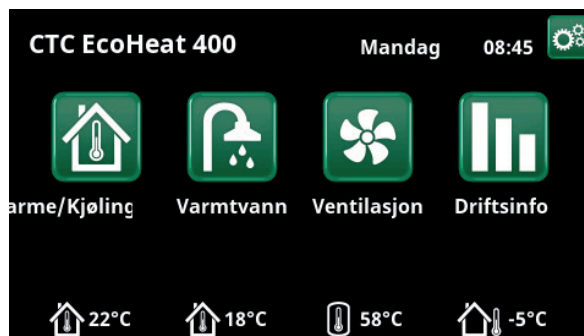 CTC EcoHeat 400 Mandag 08:45
arme/Kjøling Varmtvann Ventilasjon Driftsinfo
22°C 18°C 58°C -5°C